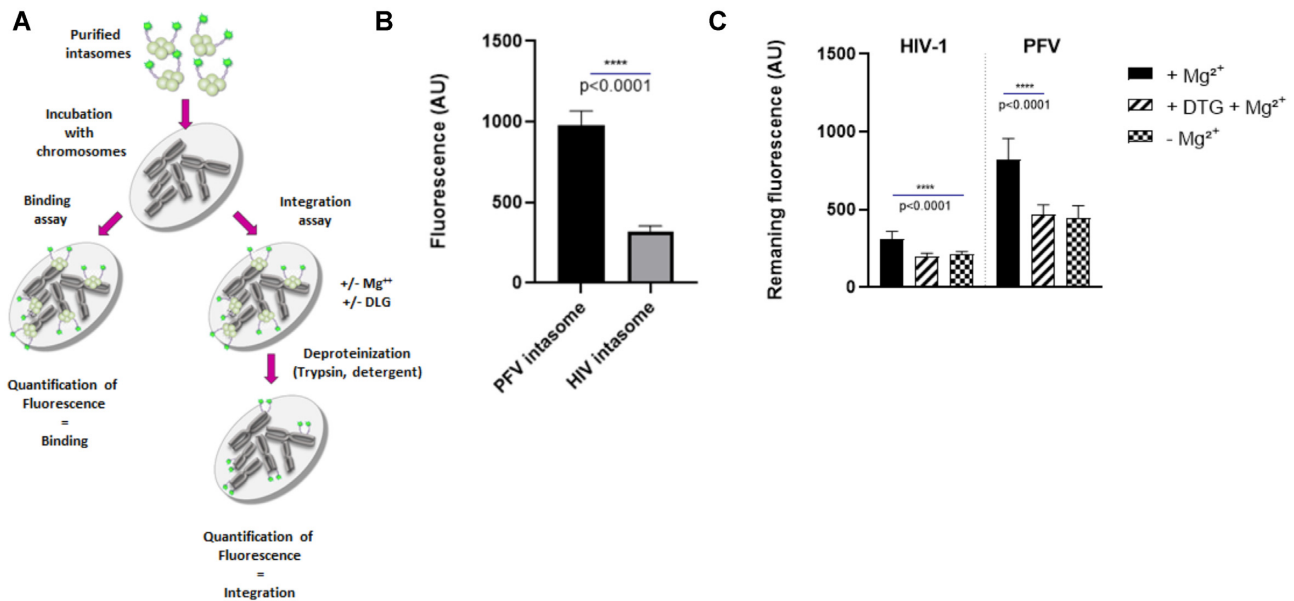 A
Purified
intasomes
Incubation
with
chromosomes
Binding
assay
Integration
assay
+/- Mg⁺⁺
+/- DLG
Deproteinization
(Trypsin, detergent)
Quantification of
Fluorescence
=
Binding
Quantification of
Fluorescence
=
Integration
B
Fluorescence (AU)
1500
1000
500
0
****
p<0.0001
PFV intasome
HIV intasome
C
Remaning fluorescence (AU)
1500
1000
500
0
HIV-1
PFV
****
p<0.0001
****
p<0.0001
+ Mg²⁺
+ DTG + Mg²⁺
- Mg²⁺